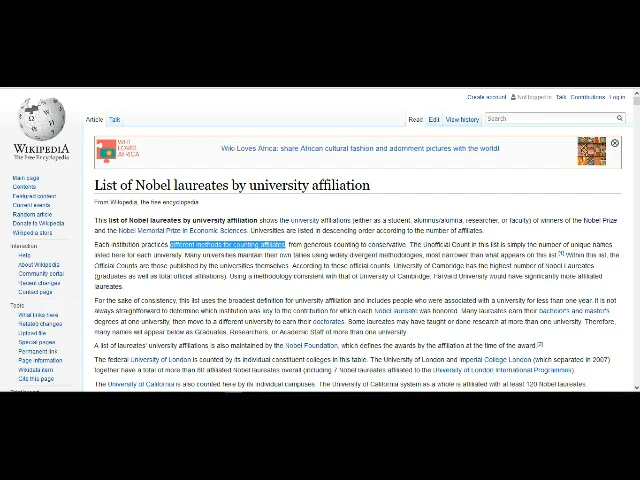 Create account Not logged in Talk Contributions Log in
Article Talk Read Edit View history Search
WIKIPEDIA
The Free Encyclopedia
WIKI
LOVES
AFRICA
Wiki Loves Africa: share African cultural fashion and adornment pictures with the world!
Main page
Contents
Featured content
Current events
Random article
Donate to Wikipedia
Wikipedia store
Interaction
Help
About Wikipedia
Community portal
Recent changes
Contact page
Tools
What links here
Related changes
Upload file
Special pages
Permanent link
Page information
Wikidata item
Cite this page
List of Nobel laureates by university affiliation
From Wikipedia, the free encyclopedia
This list of Nobel laureates by university affiliation shows the university affiliations (either as a student, alumnus/alumna, researcher, or faculty) of winners of the Nobel Prize
and the Nobel Memorial Prize in Economic Sciences. Universities are listed in descending order according to the number of affiliates.
Each institution practices different methods for counting affiliates, from generous counting to conservative. The Unofficial Count in this list is simply the number of unique names
listed here for each university. Many universities maintain their own tallies using widely divergent methodologies, most narrower than what appears on this list.[1] Within this list, the
Official Counts are those published by the universities themselves. According to these official counts, University of Cambridge has the highest number of Nobel Laureates
(graduates as well as affiliations). Using a methodology consistent with that of Cambridge, Harvard University would have significantly more affiliated
laureates.
For the sake of consistency, this list uses the broadest definition for university affiliation and includes people who were associated with a university for less than one year. It is not
always straightforward to determine which institution was key to the contribution for which each Nobel laureate was honored. Many laureates earn their bachelor's and master's
degrees at one university, then move to a different university to earn their doctorates. Some laureates may have taught or done research at more than one university. Therefore,
many names will appear below as Graduates, Researchers, or Academic Staff of more than one university.
A list of laureates' university affiliations is also maintained by the Nobel Foundation, which defines the awards by the affiliation at the time of the award.[2]
The federal University of London is counted by its individual constituent colleges in this table. The University of London and Imperial College London (which separated in 2007)
together have a total of more than 80 affiliated Nobel laureates overall (including 7 Nobel laureates affiliated to the University of London International Programmes).
The University of California is also counted here by its individual campuses. The University of California system as a whole is affiliated with at least 120 Nobel laureates.